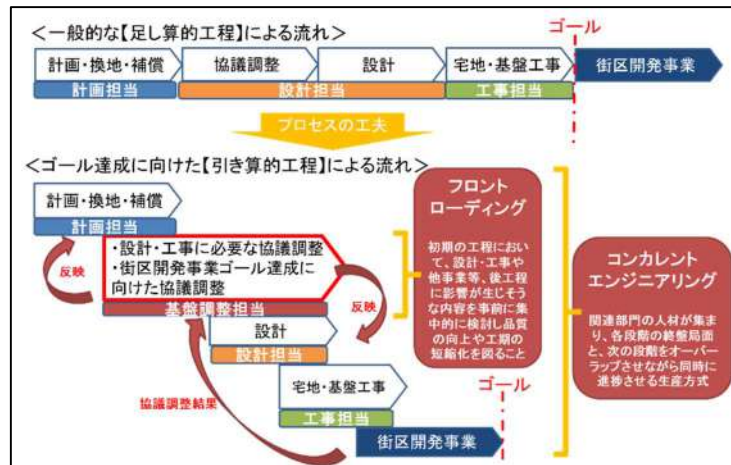 ＜一般的な【足し算的工程】による流れ＞
ゴール
計画・換地・補償
協議調整
設計
宅地・基盤工事
街区開発事業
計画担当
設計担当
工事担当
プロセスの工夫
＜ゴール達成に向けた【引き算的工程】による流れ＞
計画・換地・補償
計画担当
反映
・設計・工事に必要な協議調整
・街区開発事業ゴール達成に
向けた協議調整
基盤調整担当
反映
設計
設計担当
宅地・基盤工事
工事担当
協議調整結果
街区開発事業
ゴール
フロント
ローディング
初期の工程におい
て、設計・工事や
他事業等、後工程
に影響が生じそう
な内容を事前に集
中的に検討し品質
の向上や工期の
短縮化を図ること
コンカレント
エンジニアリング
関連部門の人材が集ま
り、各段階の終盤局面
と、次の段階をオーバー
ラップさせながら同時に
進捗させる生産方式